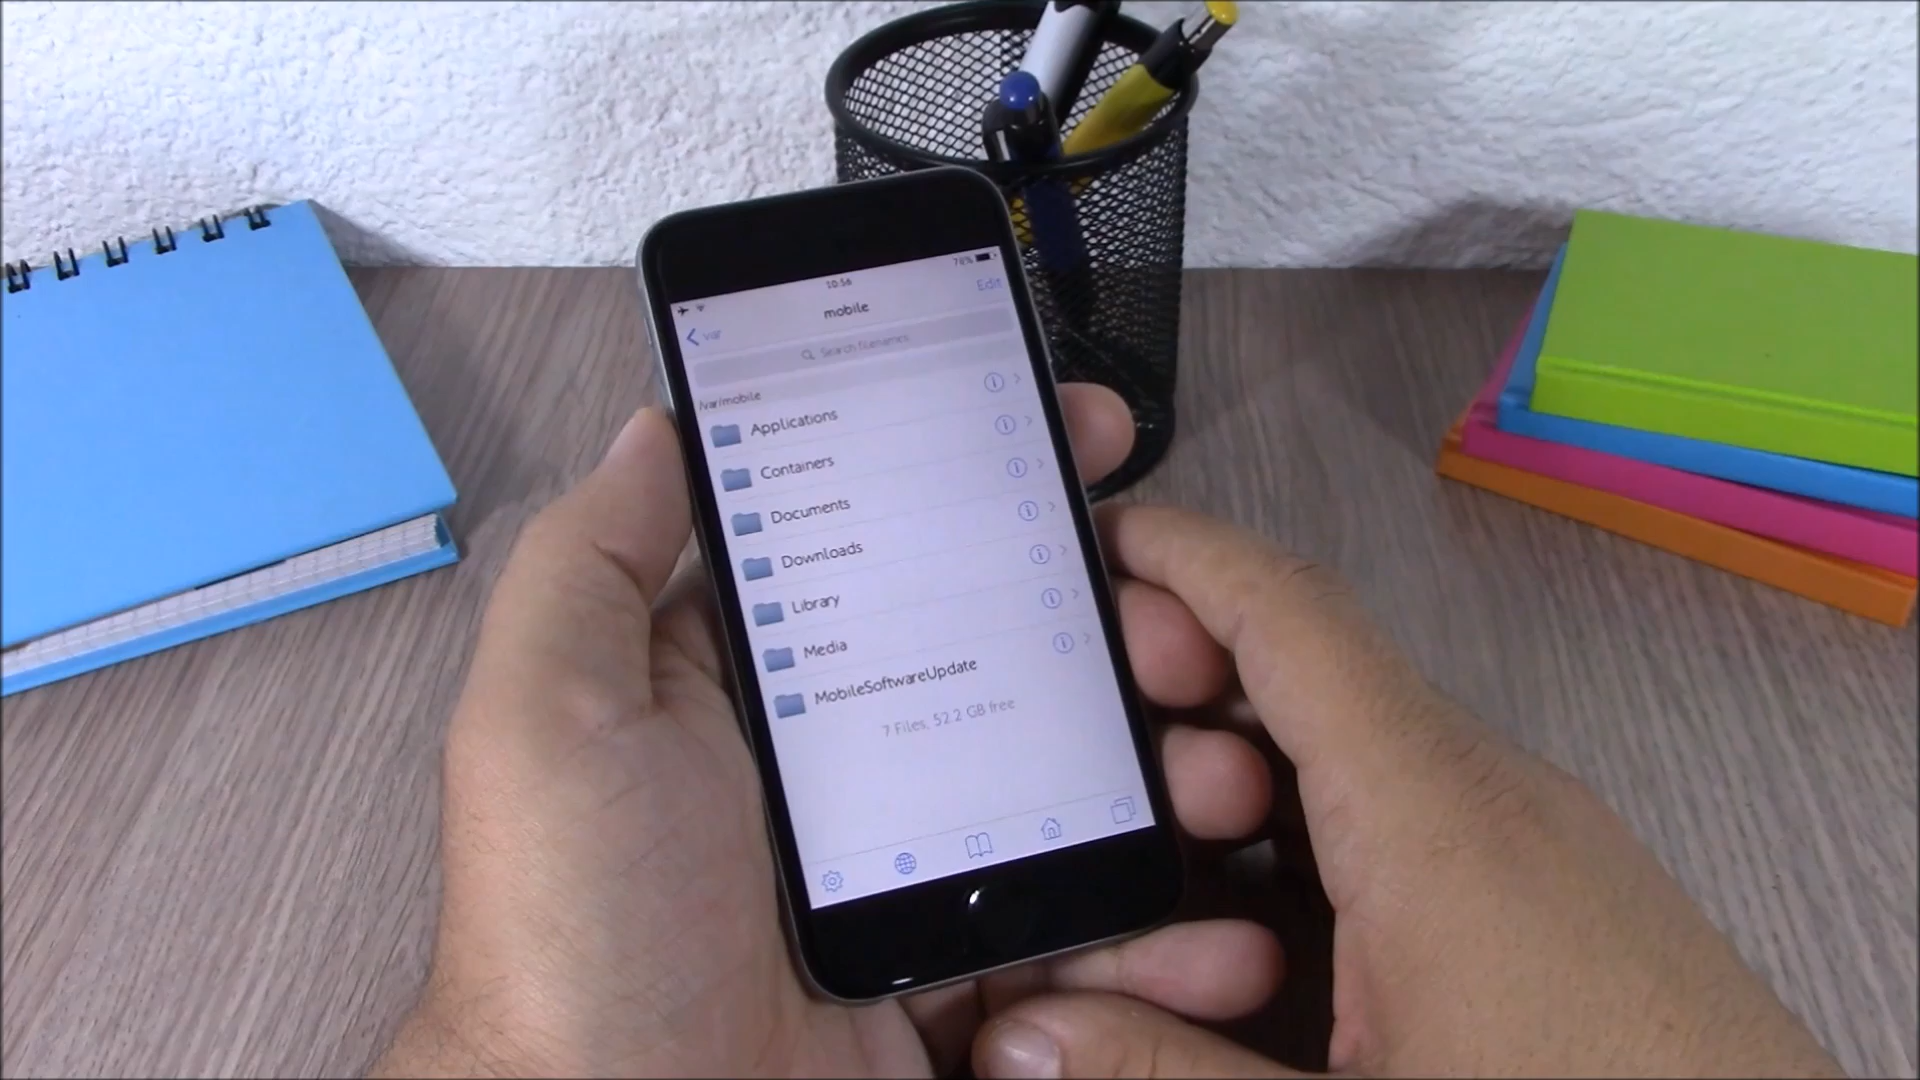 10:56
78%
mobile
Edit
var
Search filenames
/var/mobile
Applications
Containers
Documents
Downloads
Library
Media
MobileSoftwareUpdate
7 Files, 52.2 GB free